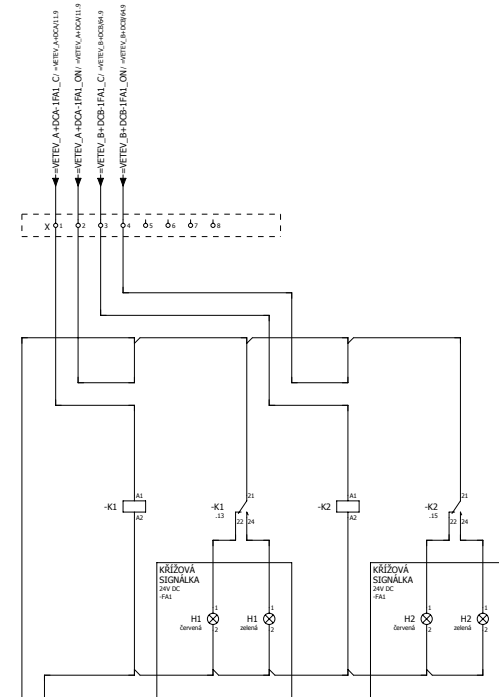 =VETEV_A+DCA-1FA1_C/ =VETEV_A+DCA/11.9
=VETEV_A+DCA-1FA1_ON/ =VETEV_A+DCA/11.9
=VETEV_B+DCB-1FA1_C/ =VETEV_B+DCB/64.9
=VETEV_B+DCB-1FA1_ON/ =VETEV_B+DCB/64.9
X 1 2 3 4 5 6 7 8
-K1 A1 A2
-K1 .13 21 22 24
-K2 A1 A2
-K2 .15 21 22 24
KŘÍŽOVÁ
SIGNÁLKA
24V DC
-FA1
H1 1 2
červená
H1 1 2
zelená
KŘÍŽOVÁ
SIGNÁLKA
24V DC
-FA1
H2 1 2
červená
H2 1 2
zelená